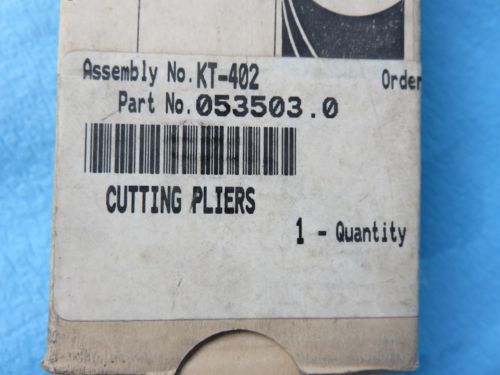 Assembly No. KT-402 Order
Part No. 053503.0
CUTTING PLIERS
1 - Quantity